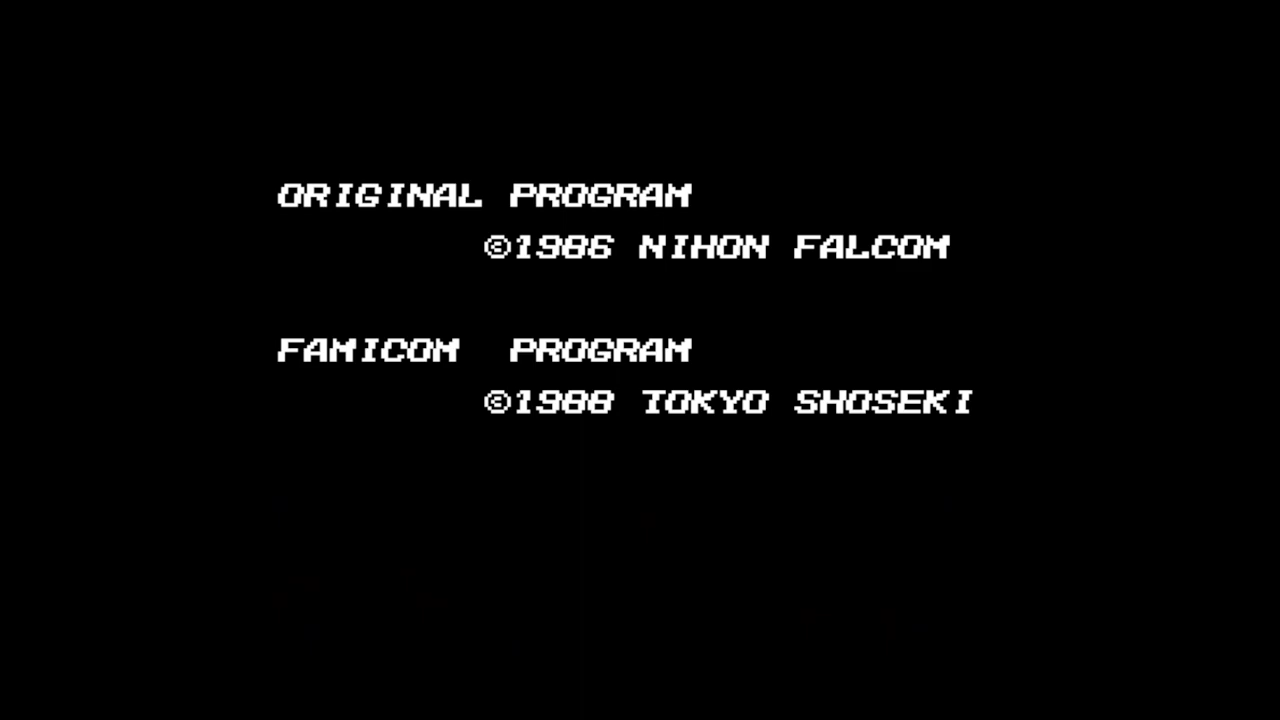 ORIGINAL PROGRAM
©1986 NIHON FALCOM
FAMICOM PROGRAM
©1988 TOKYO SHOSEKI